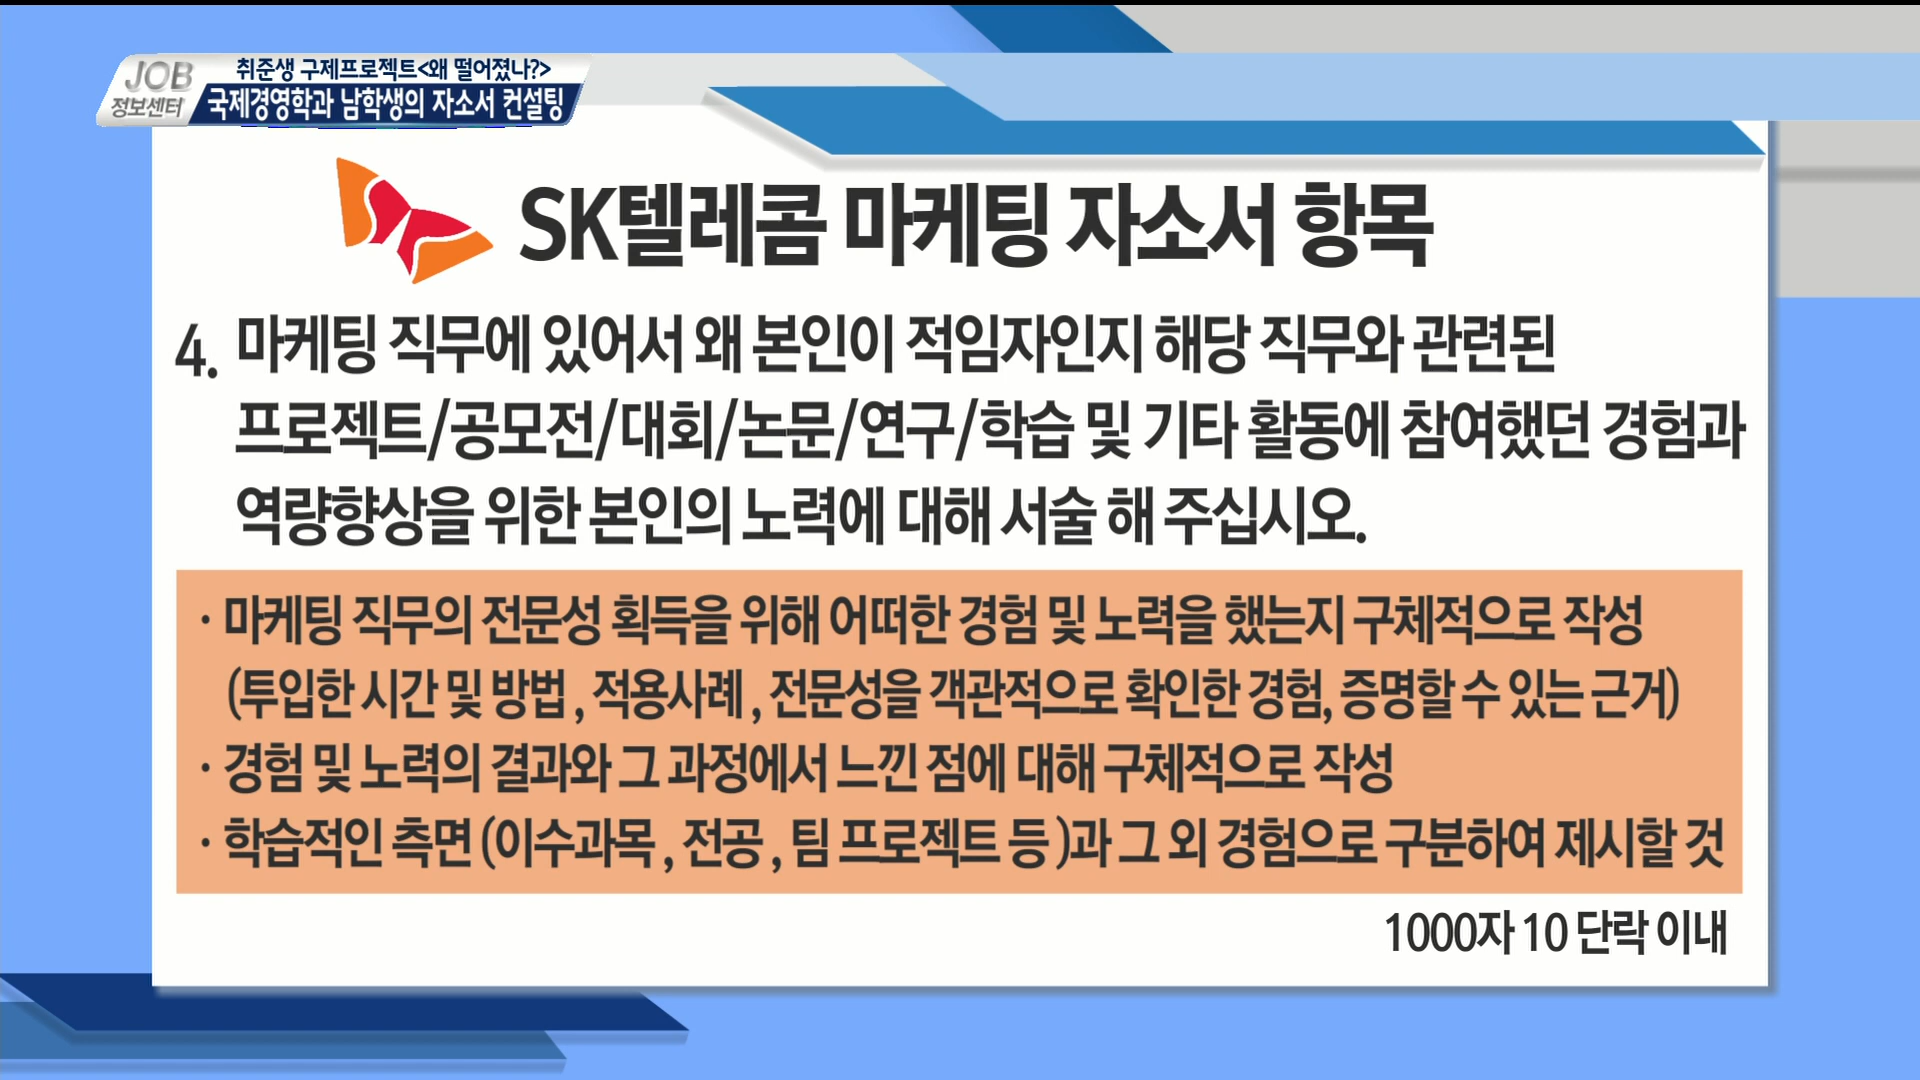 JOB
정보센터
취준생 구제프로젝트<왜 떨어졌나?>
국제경영학과 남학생의 자소서 컨설팅
SK텔레콤 마케팅 자소서 항목
4. 마케팅 직무에 있어서 왜 본인이 적임자인지 해당 직무와 관련된
프로젝트/공모전/대회/논문/연구/학습 및 기타 활동에 참여했던 경험과
역량향상을 위한 본인의 노력에 대해 서술 해 주십시오.
· 마케팅 직무의 전문성 획득을 위해 어떠한 경험 및 노력을 했는지 구체적으로 작성
(투입한 시간 및 방법 , 적용사례 , 전문성을 객관적으로 확인한 경험, 증명할 수 있는 근거)
· 경험 및 노력의 결과와 그 과정에서 느낀 점에 대해 구체적으로 작성
· 학습적인 측면 (이수과목 , 전공 , 팀 프로젝트 등 )과 그 외 경험으로 구분하여 제시할 것
1000자 10 단락 이내